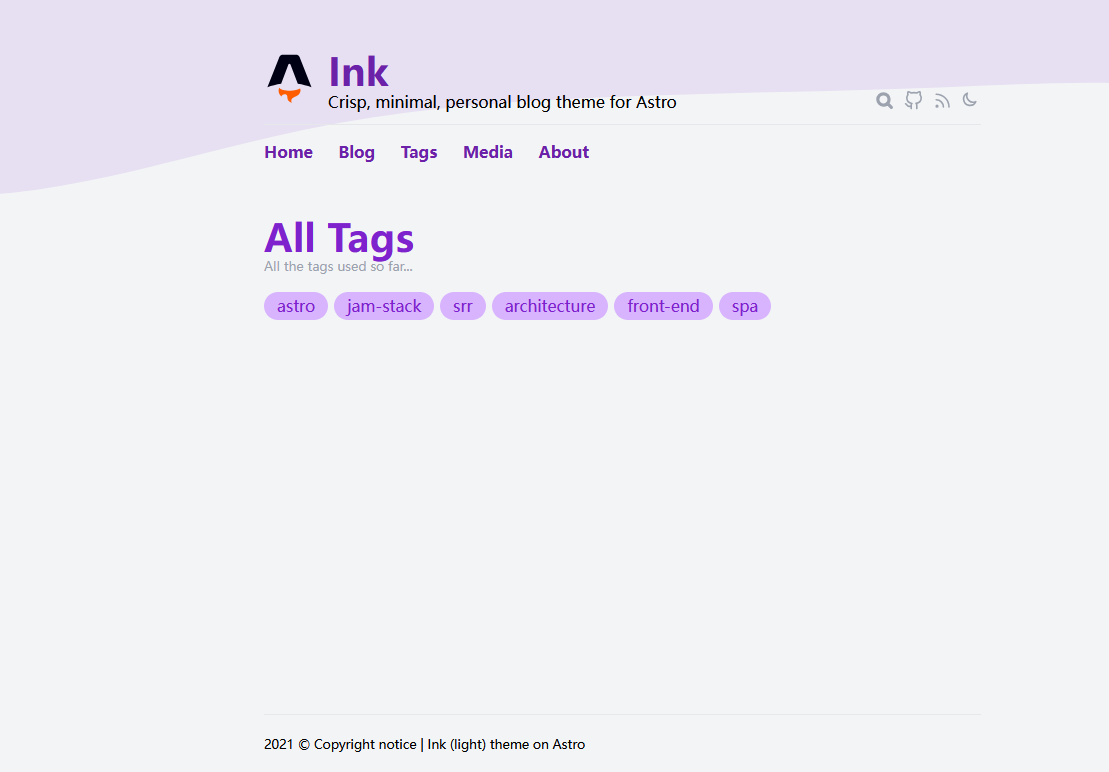 Ink
Crisp, minimal, personal blog theme for Astro
Home Blog Tags Media About
All Tags
All the tags used so far...
astro jam-stack srr architecture front-end spa
2021 © Copyright notice | Ink (light) theme on Astro